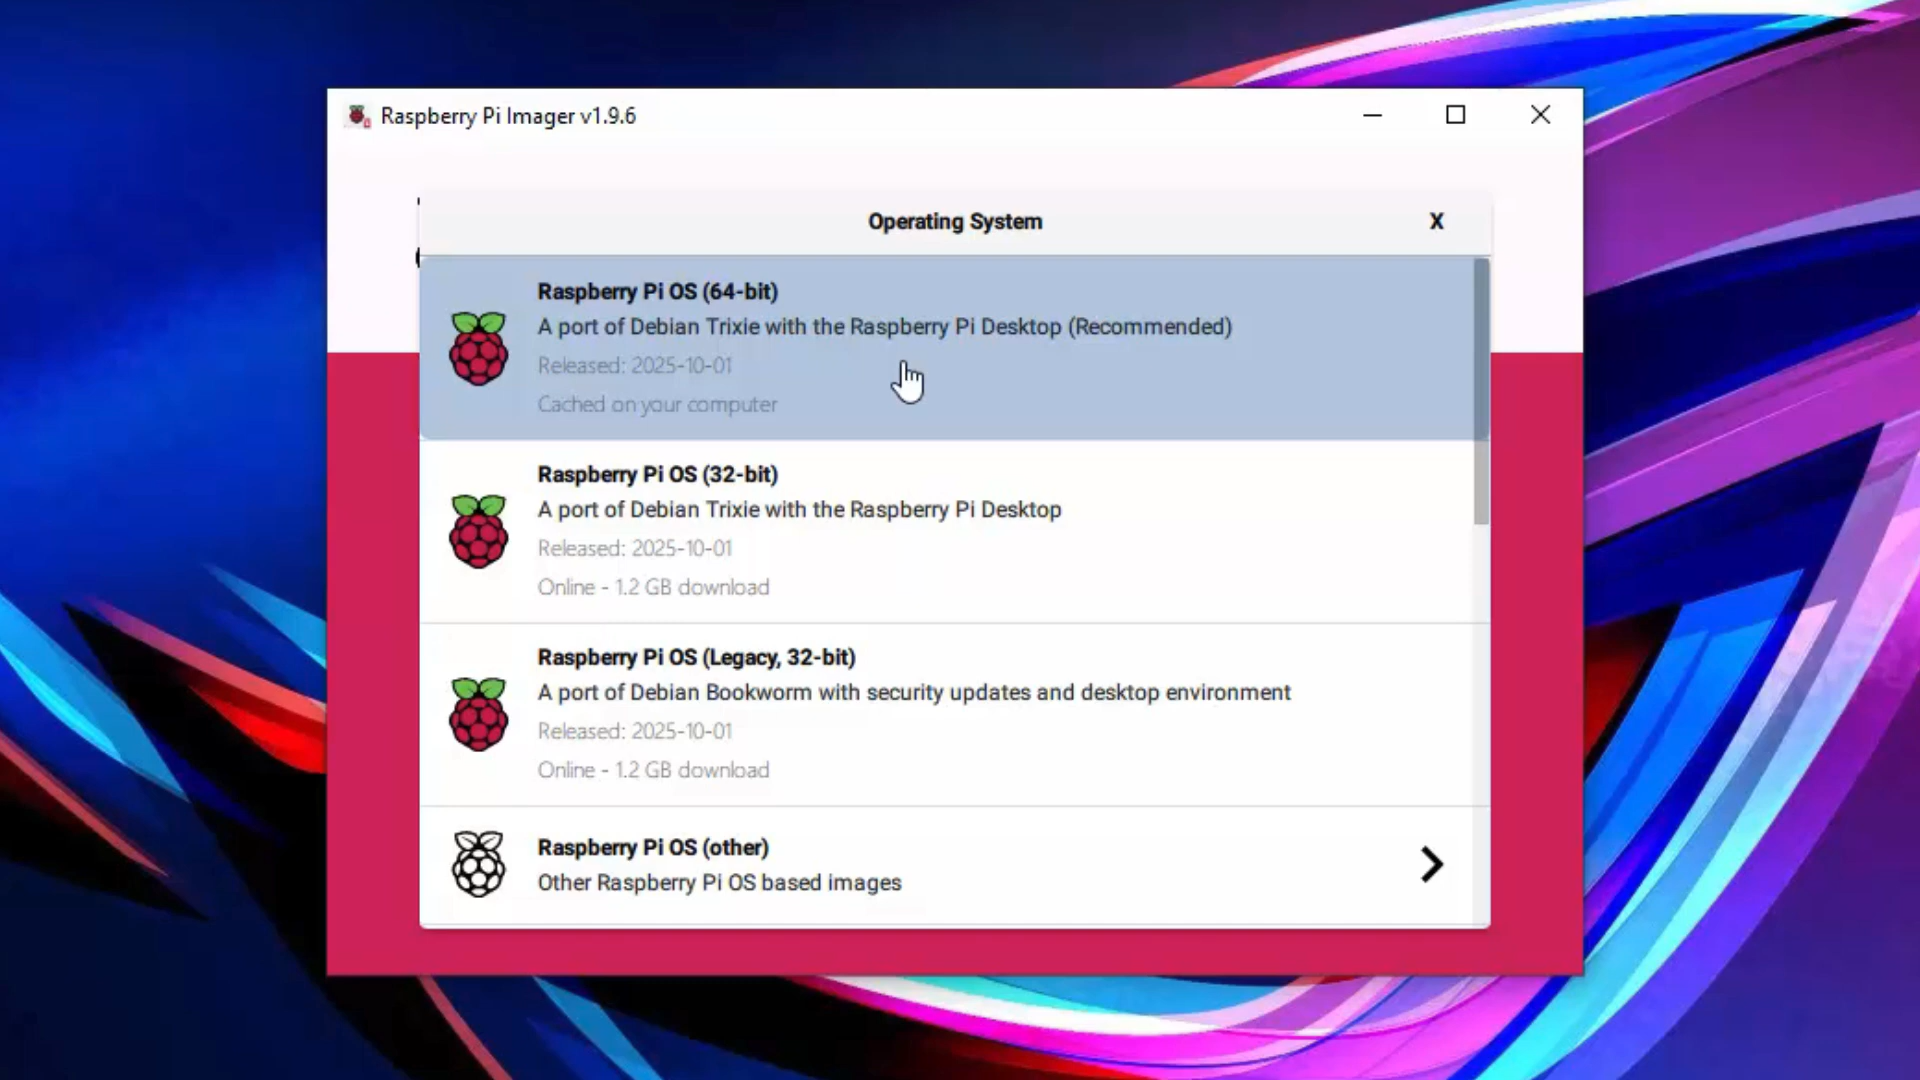 Raspberry Pi Imager v1.9.6
Operating System
X
Raspberry Pi OS (64-bit)
A port of Debian Trixie with the Raspberry Pi Desktop (Recommended)
Released: 2025-10-01
Cached on your computer
Raspberry Pi OS (32-bit)
A port of Debian Trixie with the Raspberry Pi Desktop
Released: 2025-10-01
Online - 1.2 GB download
Raspberry Pi OS (Legacy, 32-bit)
A port of Debian Bookworm with security updates and desktop environment
Released: 2025-10-01
Online - 1.2 GB download
Raspberry Pi OS (other)
Other Raspberry Pi OS based images